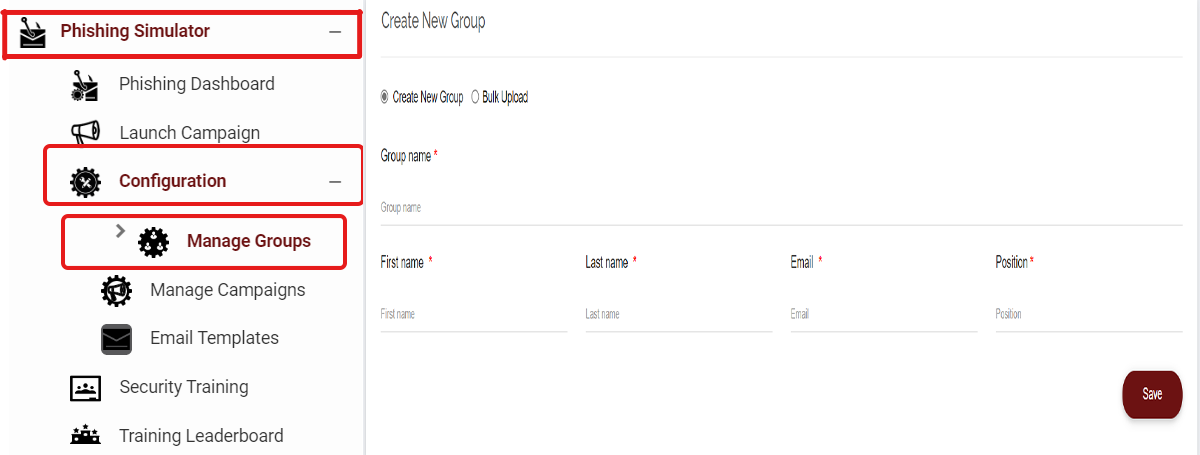 Phishing Simulator
Phishing Dashboard
Launch Campaign
Configuration
Manage Groups
Manage Campaigns
Email Templates
Security Training
Training Leaderboard
Create New Group
Create New Group Bulk Upload
Group name *
Group name
First name * Last name * Email * Position *
First name Last name Email Position
Save